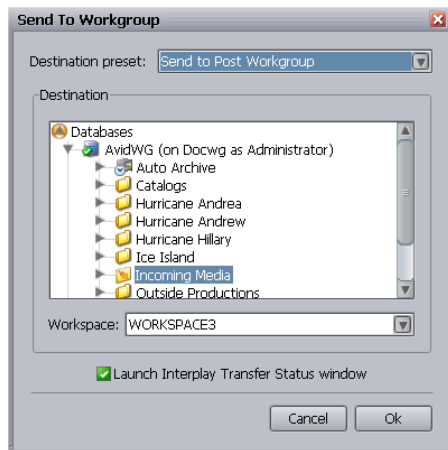 Send To Workgroup
Destination preset: Send to Post Workgroup
Destination
Databases
AvidWG (on Docwg as Administrator)
Auto Archive
Catalogs
Hurricane Andrea
Hurricane Andrew
Hurricane Hillary
Ice Island
Incoming Media
Outside Productions
Workspace: WORKSPACE3
Launch Interplay Transfer Status window
Cancel Ok